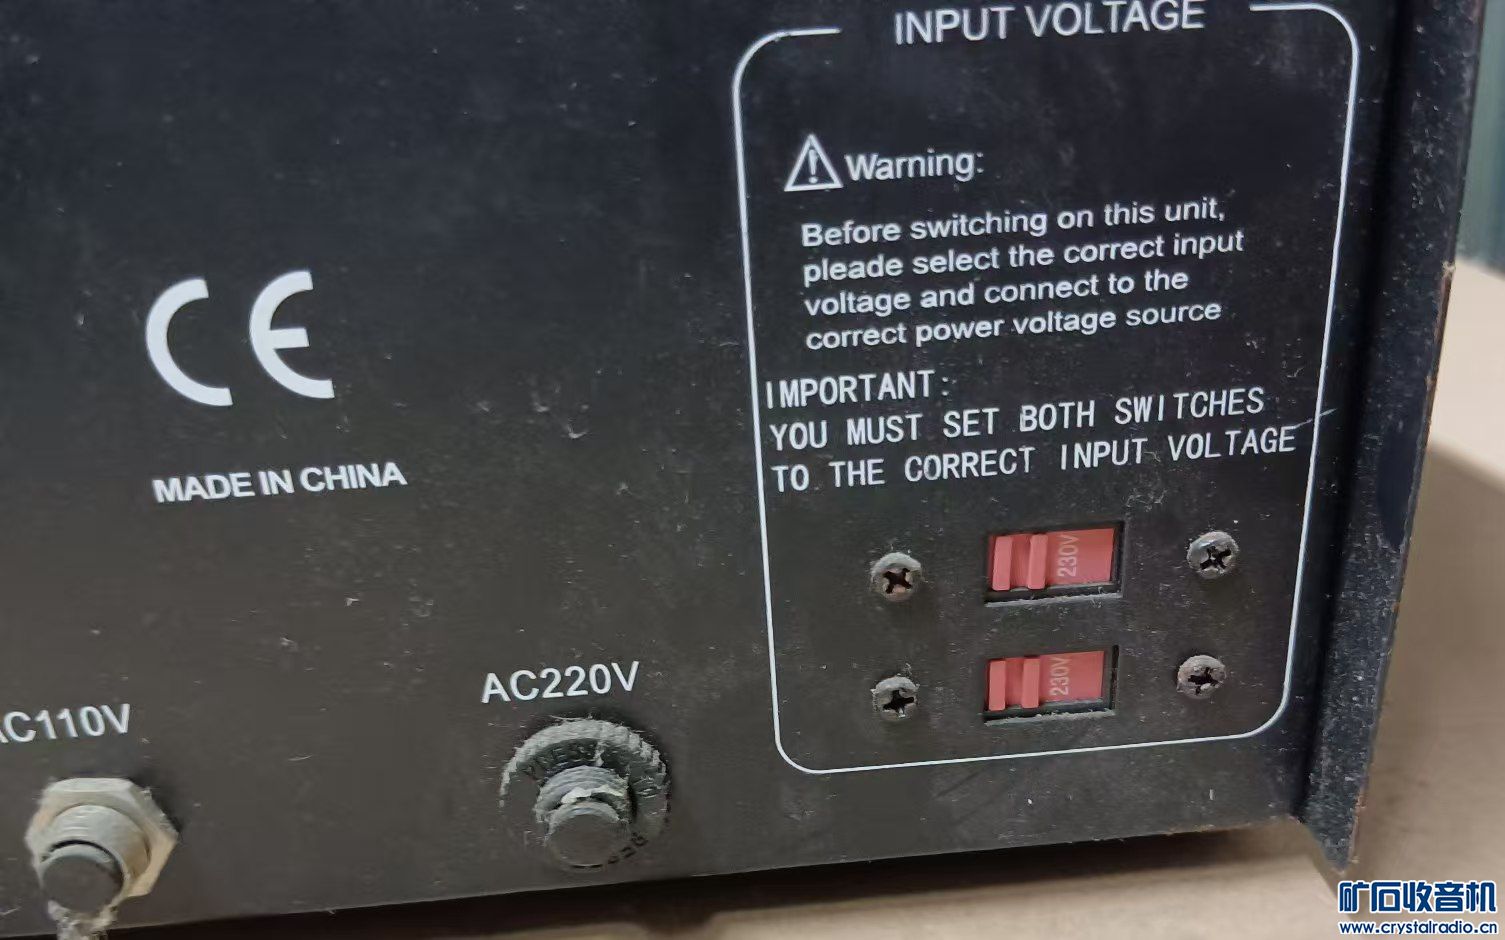 INPUT VOLTAGE
Warning:
Before switching on this unit,
pleade select the correct input
voltage and connect to the
correct power voltage source
IMPORTANT:
YOU MUST SET BOTH SWITCHES
TO THE CORRECT INPUT VOLTAGE
CE
MADE IN CHINA
230V
230V
AC220V
AC110V
矿石收音机
www.crystalradio.cn